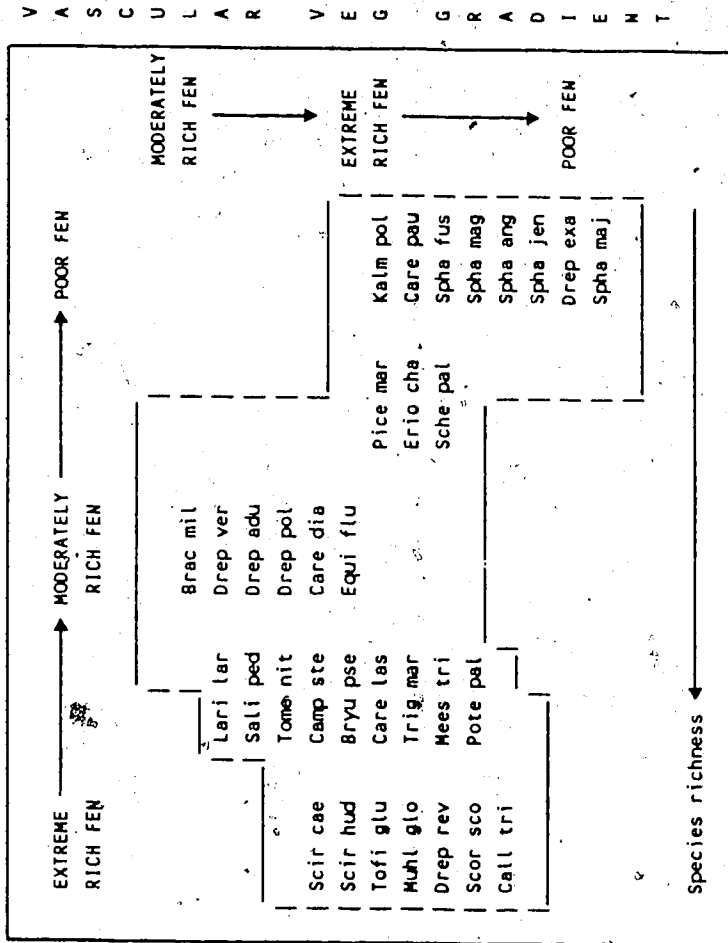 EXTREME MODERATELY POOR FEN
RICH FEN RICH FEN
MODERATELY
Brac mil RICH FEN
Lari lar Drep ver
Sali ped Drep adu
Tome nit Drep pol
Scir cae Camp ste Care dia
Scir hud Bryu pse Equi flu EXTREME
Tofi glu Care las Pice mar Kalm pol RICH FEN
Muhl glo Trig mar Erio cha Care pau
Drep rev Mees tri Sche pal Spha fus
Scor sco Pote pal Spha mag
Call tri Spha ang
Spha jen
Drep exa POOR FEN
Spha maj
Species richness
VASCULAR VEG GRADIENT